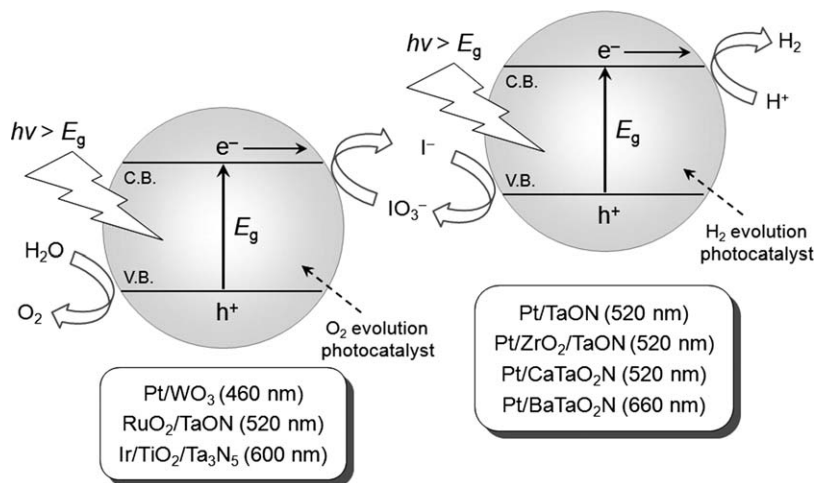 hν > Eg
C.B.
e⁻
Eg
V.B.
h⁺
H₂O
O₂
O₂ evolution
photocatalyst
Pt/WO₃ (460 nm)
RuO₂/TaON (520 nm)
Ir/TiO₂/Ta₃N₅ (600 nm)
I⁻
IO₃⁻
hν > Eg
C.B.
e⁻
Eg
V.B.
h⁺
H₂
H⁺
H₂ evolution
photocatalyst
Pt/TaON (520 nm)
Pt/ZrO₂/TaON (520 nm)
Pt/CaTaO₂N (520 nm)
Pt/BaTaO₂N (660 nm)